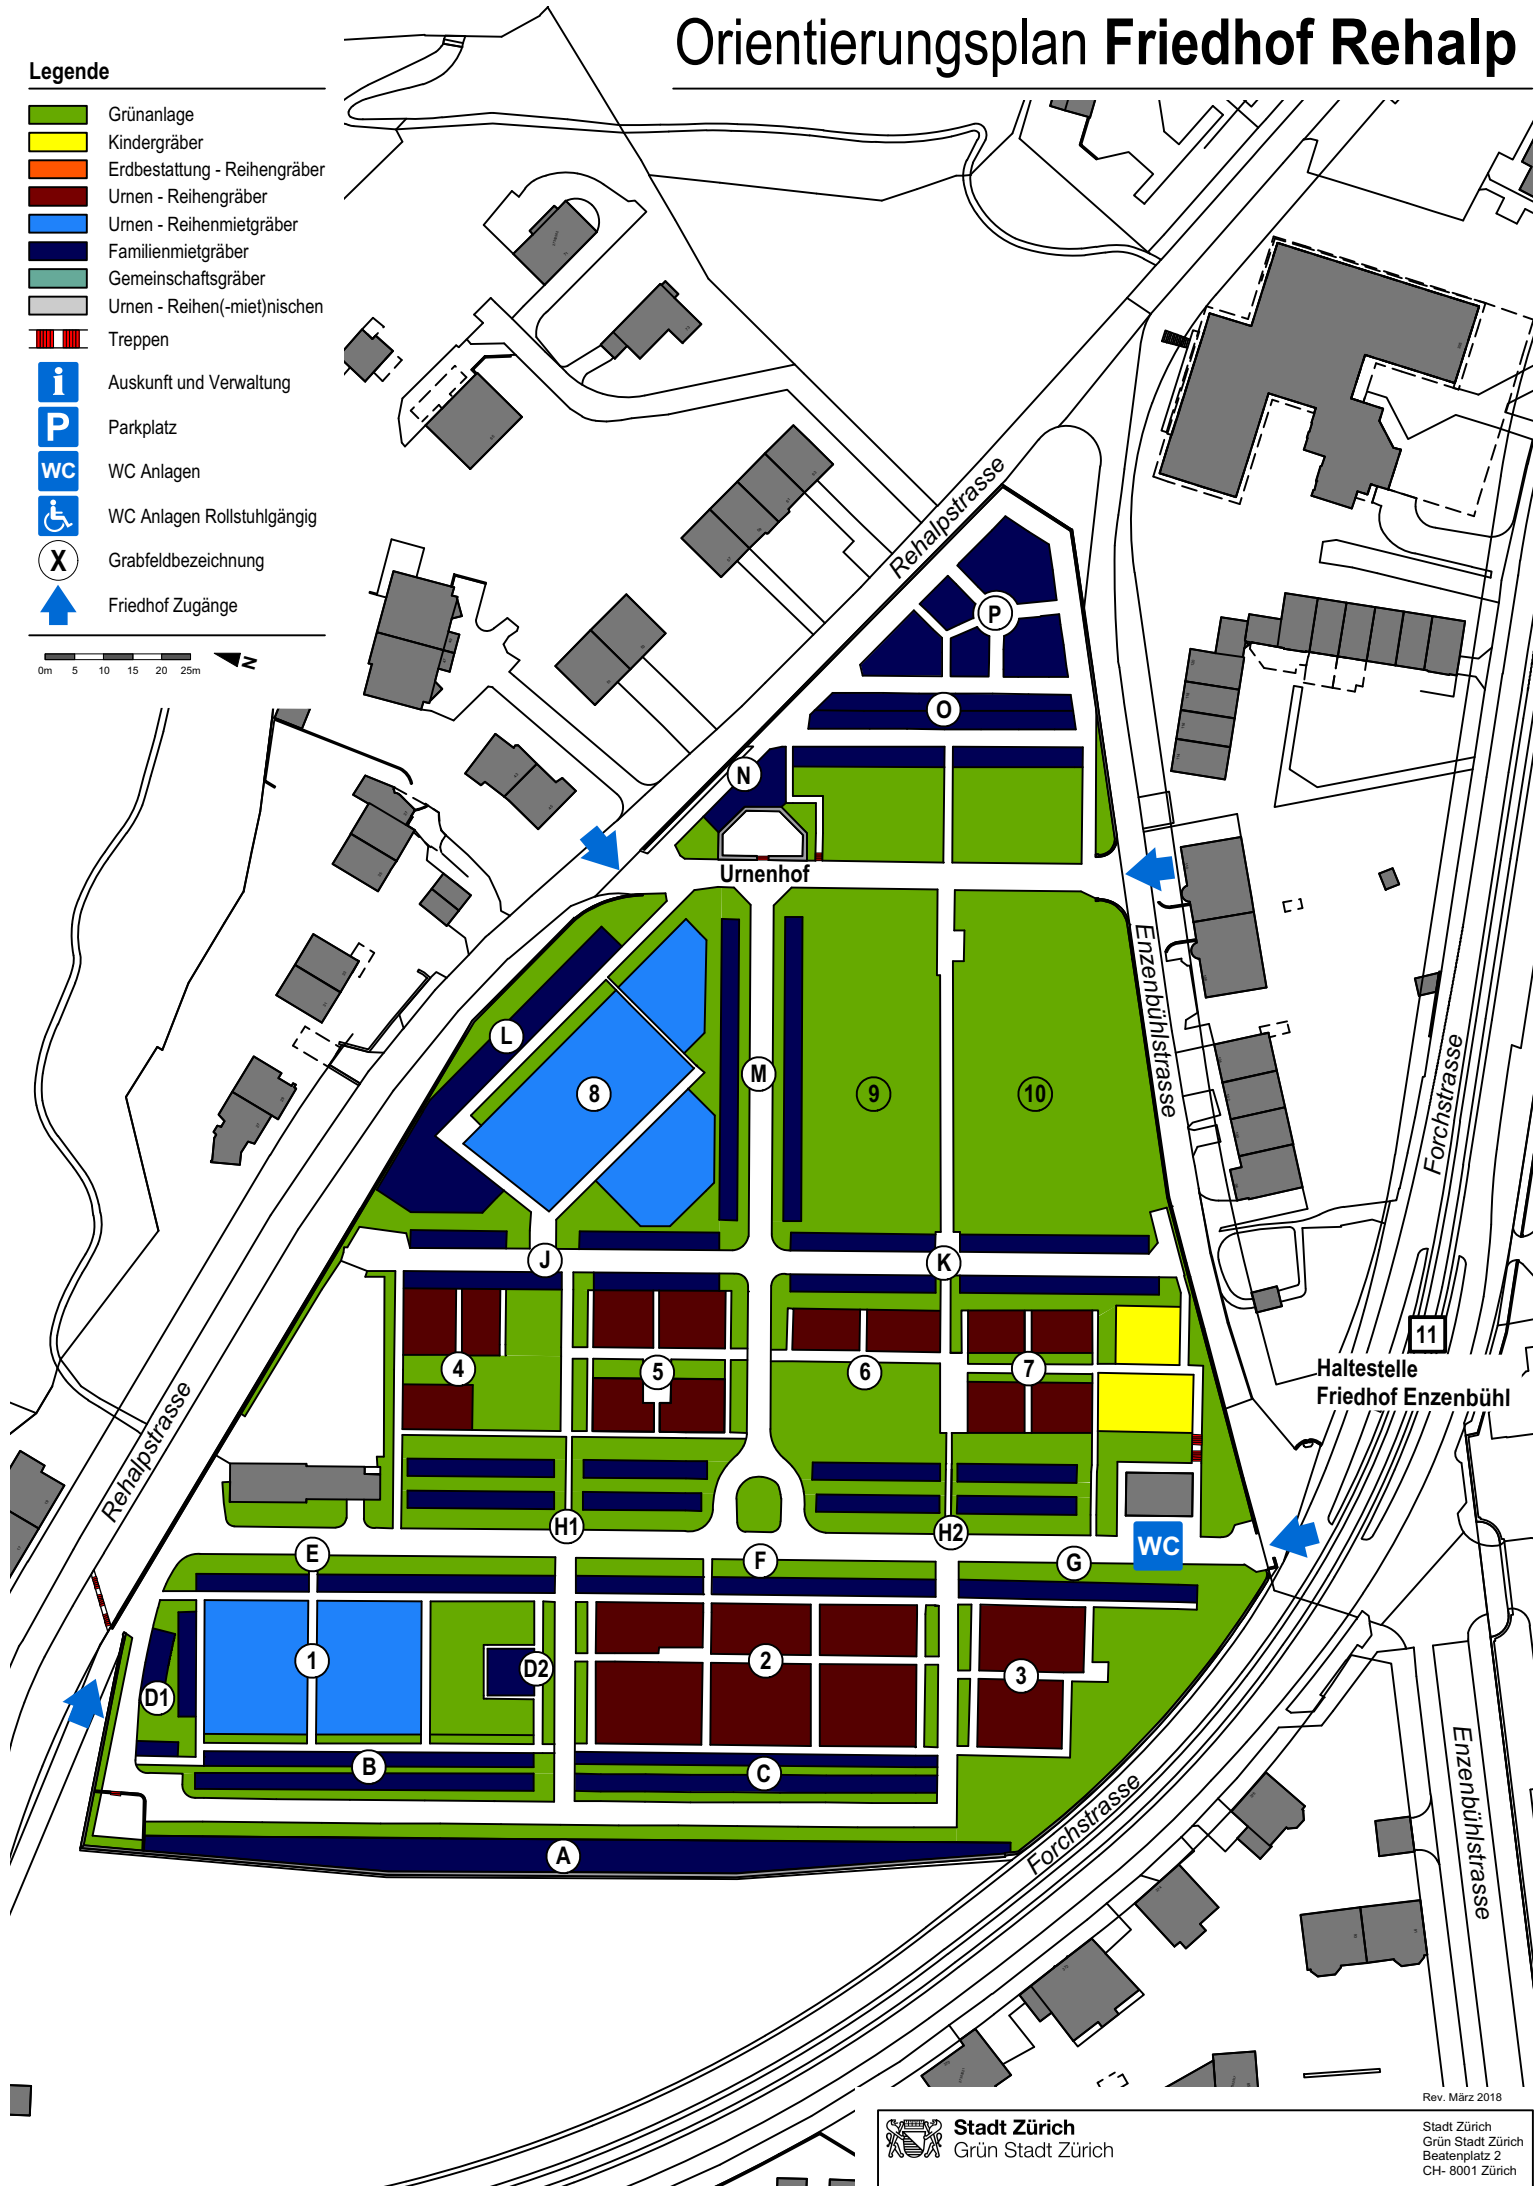 Orientierungsplan Friedhof Rehalp
Legende
Grünanlage
Kindergräber
Erdbestattung - Reihengräber
Urnen - Reihengräber
Urnen - Reihenmietgräber
Familienmietgräber
Gemeinschaftsgräber
Urnen - Reihen(-miet)nischen
Treppen
i Auskunft und Verwaltung
P Parkplatz
WC WC Anlagen
WC Anlagen Rollstuhlgängig
X Grabfeldbezeichnung
Friedhof Zugänge
0m 5 10 15 20 25m
N
Rehalpstrasse
P
O
N
Urnenhof
Enzenbühlstrasse
L
8
M
9
10
Forchstrasse
J
K
11
Haltestelle
Friedhof Enzenbühl
4
5
6
7
Rehalpstrasse
H1
H2
E
F
G
WC
1
D2
2
3
D1
B
C
A
Forchstrasse
Enzenbühlstrasse
Rev. März 2018
Stadt Zürich
Grün Stadt Zürich
Stadt Zürich
Grün Stadt Zürich
Beatenplatz 2
CH- 8001 Zürich